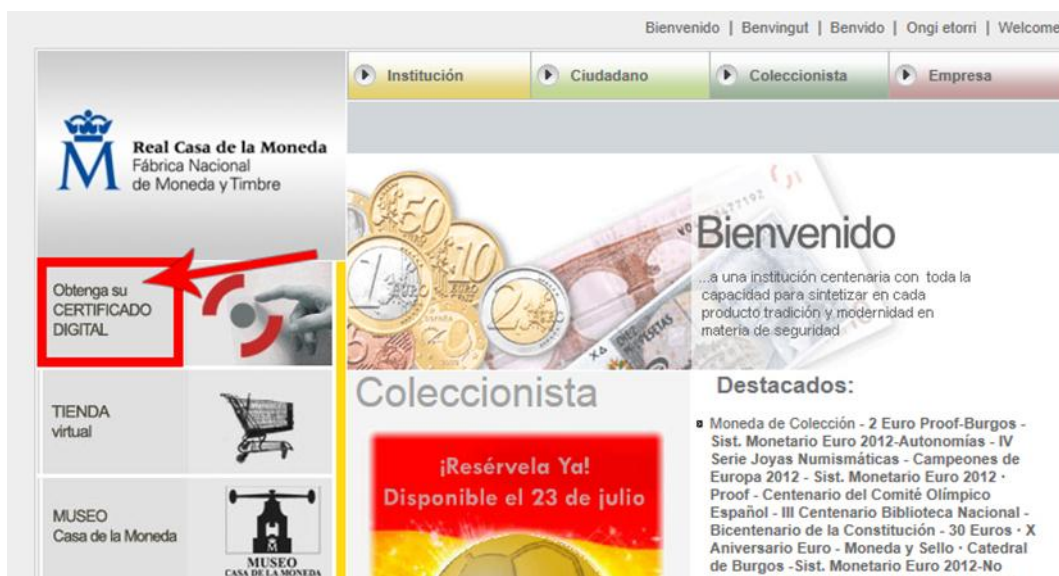 Bienvenido | Benvingut | Benvido | Ongi etorri | Welcome
Institución
Ciudadano
Coleccionista
Empresa
Real Casa de la Moneda
Fábrica Nacional
de Moneda y Timbre
Obtenga su
CERTIFICADO
DIGITAL
TIENDA
virtual
MUSEO
Casa de la Moneda
MUSEO
CASA DE LA MONEDA
Bienvenido
...a una institución centenaria con toda la
capacidad para sintetizar en cada
producto tradición y modernidad en
materia de seguridad
Coleccionista
¡Resérvela Ya!
Disponible el 23 de julio
Destacados:
Moneda de Colección - 2 Euro Proof-Burgos -
Sist. Monetario Euro 2012-Autonomías - IV
Serie Joyas Numismáticas - Campeones de
Europa 2012 - Sist. Monetario Euro 2012 ·
Proof - Centenario del Comité Olímpico
Español - III Centenario Biblioteca Nacional -
Bicentenario de la Constitución - 30 Euros · X
Aniversario Euro - Moneda y Sello · Catedral
de Burgos -Sist. Monetario Euro 2012-No